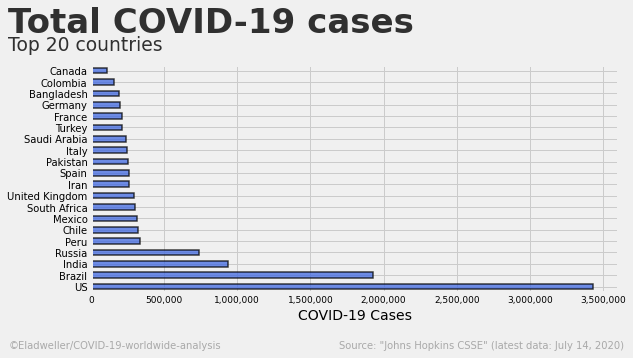 Total COVID-19 cases
Top 20 countries
Canada
Colombia
Bangladesh
Germany
France
Turkey
Saudi Arabia
Italy
Pakistan
Spain
Iran
United Kingdom
South Africa
Mexico
Chile
Peru
Russia
India
Brazil
US
0 500,000 1,000,000 1,500,000 2,000,000 2,500,000 3,000,000 3,500,000
COVID-19 Cases
©Eladweller/COVID-19-worldwide-analysis Source: "Johns Hopkins CSSE" (latest data: July 14, 2020)